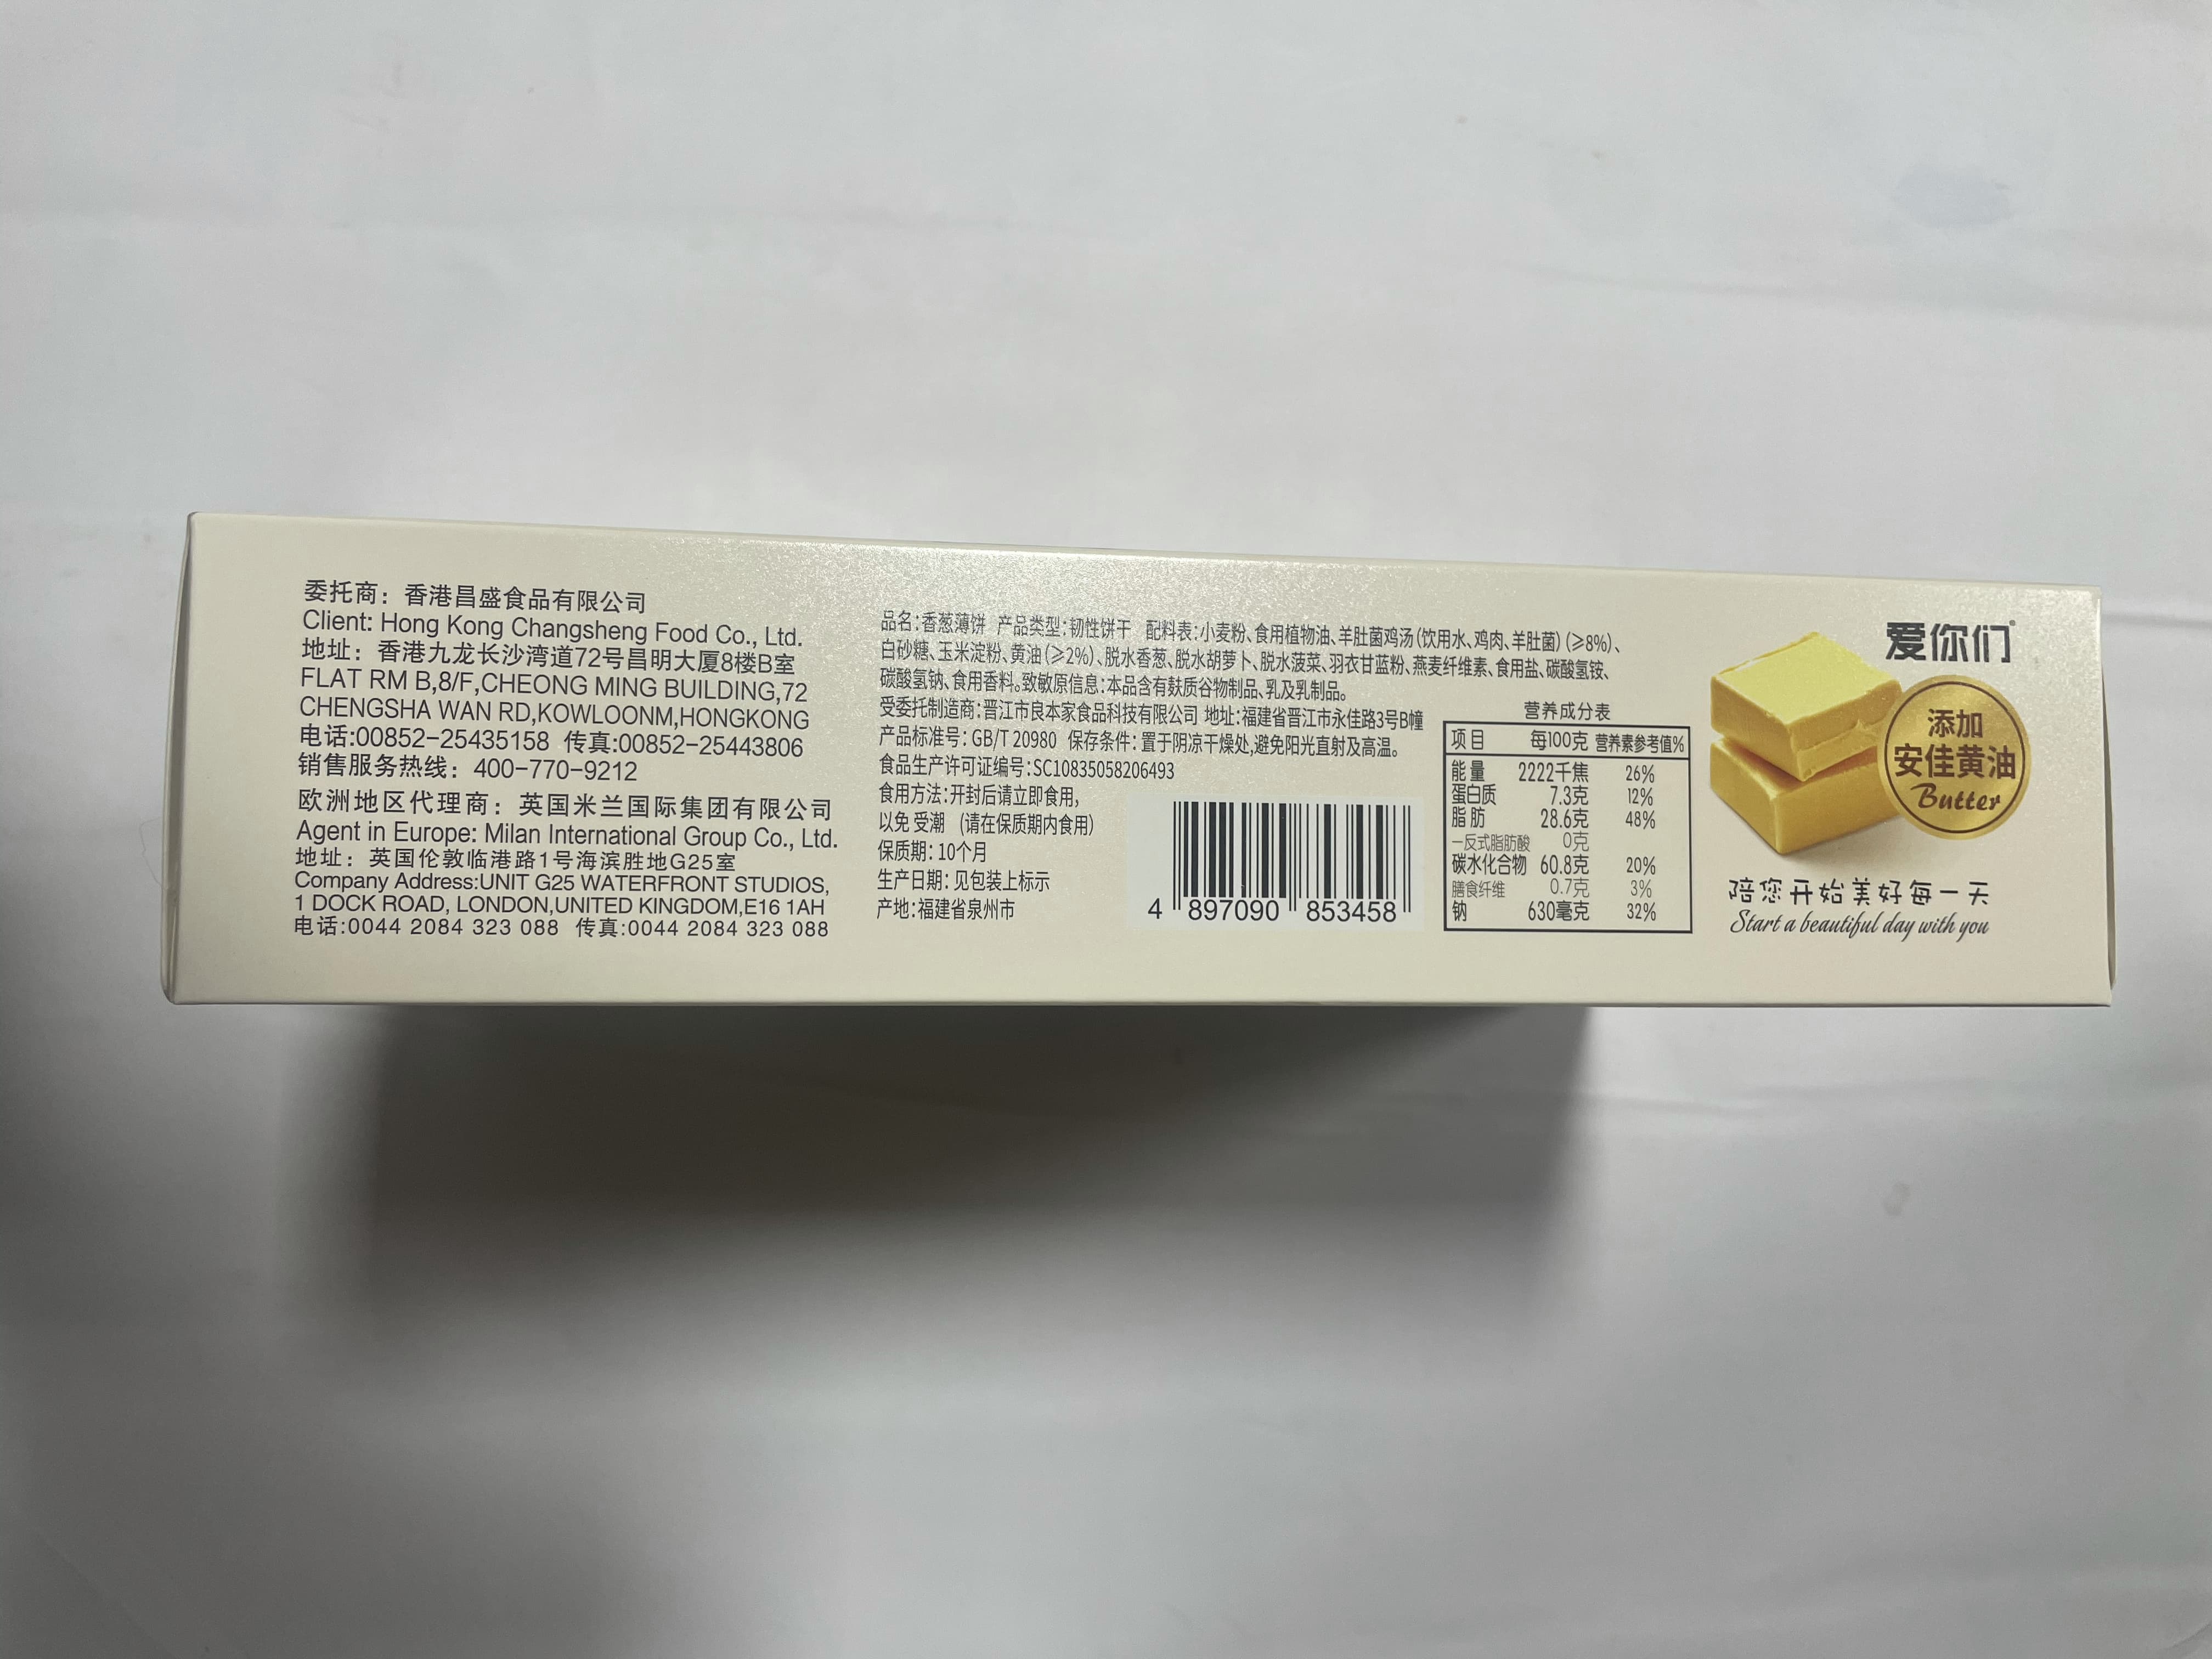 委托商：香港昌盛食品有限公司
Client: Hong Kong Changsheng Food Co., Ltd.
地址：香港九龙长沙湾道72号昌明大厦8楼B室
FLAT RM B,8/F,CHEONG MING BUILDING,72
CHENGSHA WAN RD,KOWLOONM,HONGKONG
电话:00852-25435158 传真:00852-25443806
销售服务热线：400-770-9212
欧洲地区代理商：英国米兰国际集团有限公司
Agent in Europe: Milan International Group Co., Ltd.
地址：英国伦敦临港路1号海滨胜地G25室
Company Address:UNIT G25 WATERFRONT STUDIOS,
1 DOCK ROAD, LONDON,UNITED KINGDOM,E16 1AH
电话:0044 2084 323 088 传真:0044 2084 323 088
品名:香葱薄饼 产品类型:韧性饼干 配料表:小麦粉、食用植物油、羊肚菌鸡汤(饮用水、鸡肉、羊肚菌)(≥8%)、
白砂糖、玉米淀粉、黄油(≥2%)、脱水香葱、脱水胡萝卜、脱水菠菜、羽衣甘蓝粉、燕麦纤维素、食用盐、碳酸氢铵、
碳酸氢钠、食用香料。致敏原信息:本品含有麸质谷物制品、乳及乳制品。
受委托制造商:晋江市良本家食品科技有限公司 地址:福建省晋江市永佳路3号B幢
产品标准号:GB/T 20980 保存条件:置于阴凉干燥处,避免阳光直射及高温。
食品生产许可证编号:SC10835058206493
食用方法:开封后请立即食用,
以免 受潮 (请在保质期内食用)
保质期:10个月
生产日期:见包装上标示
产地:福建省泉州市
4 897090 853458
营养成分表
项目 每100克 营养素参考值%
能量 2222千焦 26%
蛋白质 7.3克 12%
脂肪 28.6克 48%
—反式脂肪酸 0克
碳水化合物 60.8克 20%
膳食纤维 0.7克 3%
钠 630毫克 32%
爱你们
添加
安佳黄油
Butter
陪您开始美好每一天
Start a beautiful day with you